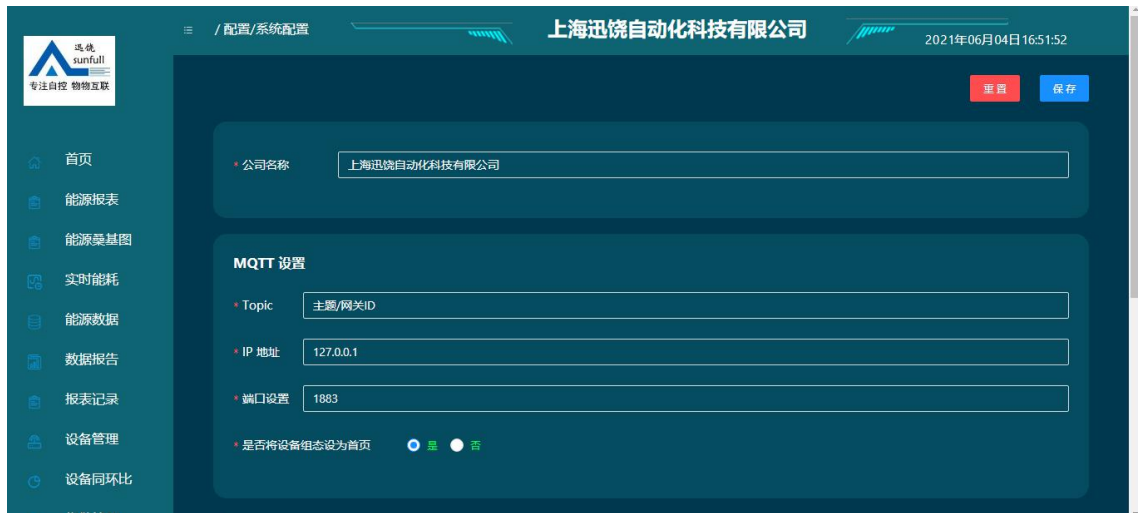 迅饶
sunfull
专注自控 物物互联
/ 配置/系统配置
上海迅饶自动化科技有限公司
2021年06月04日16:51:52
重置
保存
首页
能源报表
能源桑基图
实时能耗
能源数据
数据报告
报表记录
设备管理
设备同环比
* 公司名称
上海迅饶自动化科技有限公司
MQTT 设置
* Topic
主题/网关ID
* IP 地址
127.0.0.1
* 端口设置
1883
* 是否将设备组态设为首页
是
否